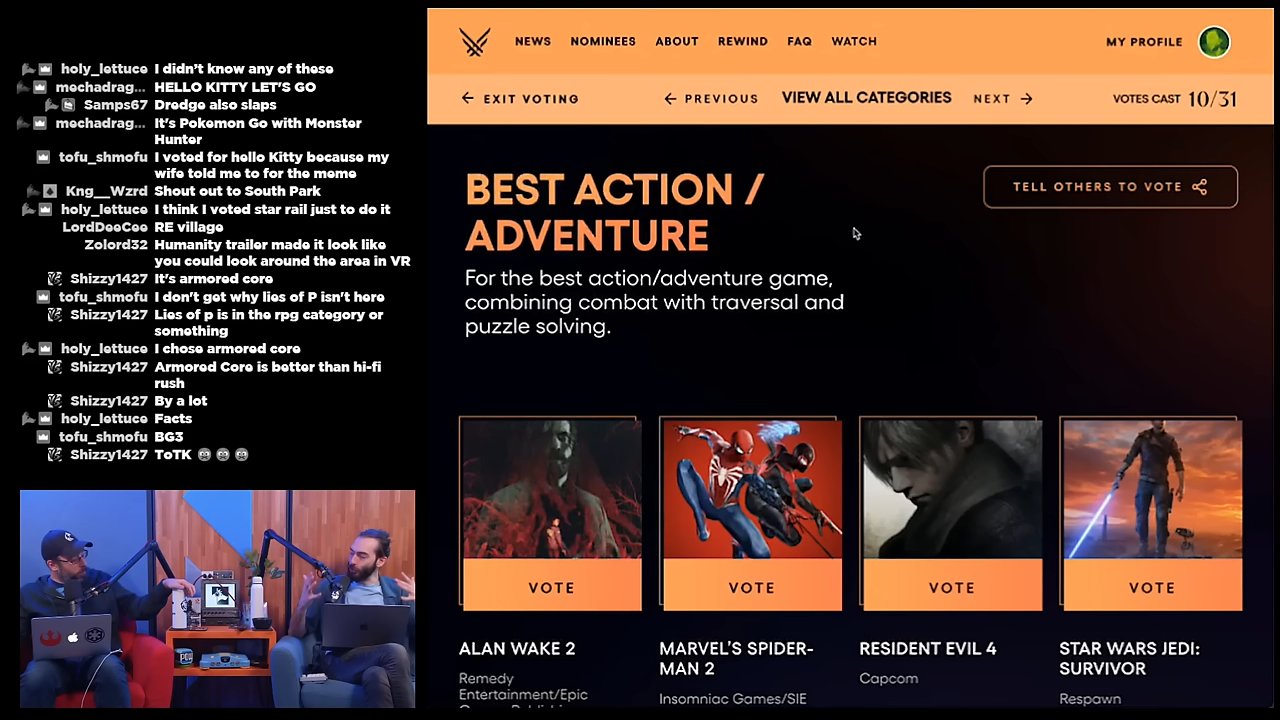 holy_lettuce I didn't know any of these
mechadrag... HELLO KITTY LET'S GO
Samps67 Dredge also slaps
mechadrag... It's Pokemon Go with Monster
Hunter
tofu_shmofu I voted for hello Kitty because my
wife told me to for the meme
Kng__Wzrd Shout out to South Park
holy_lettuce I think I voted star rail just to do it
LordDeeCee RE village
Zolord32 Humanity trailer made it look like
you could look around the area in VR
Shizzy1427 It's armored core
tofu_shmofu I don't get why lies of P isn't here
Shizzy1427 Lies of p is in the rpg category or
something
holy_lettuce I chose armored core
Shizzy1427 Armored Core is better than hi-fi
rush
Shizzy1427 By a lot
holy_lettuce Facts
tofu_shmofu BG3
Shizzy1427 ToTK
NEWS NOMINEES ABOUT REWIND FAQ WATCH MY PROFILE
← EXIT VOTING ← PREVIOUS VIEW ALL CATEGORIES NEXT → VOTES CAST 10/31
BEST ACTION /
ADVENTURE
TELL OTHERS TO VOTE
For the best action/adventure game,
combining combat with traversal and
puzzle solving.
VOTE VOTE VOTE VOTE
ALAN WAKE 2
Remedy
Entertainment/Epic
MARVEL'S SPIDER-
MAN 2
Insomniac Games/SIE
RESIDENT EVIL 4
Capcom
STAR WARS JEDI:
SURVIVOR
Respawn